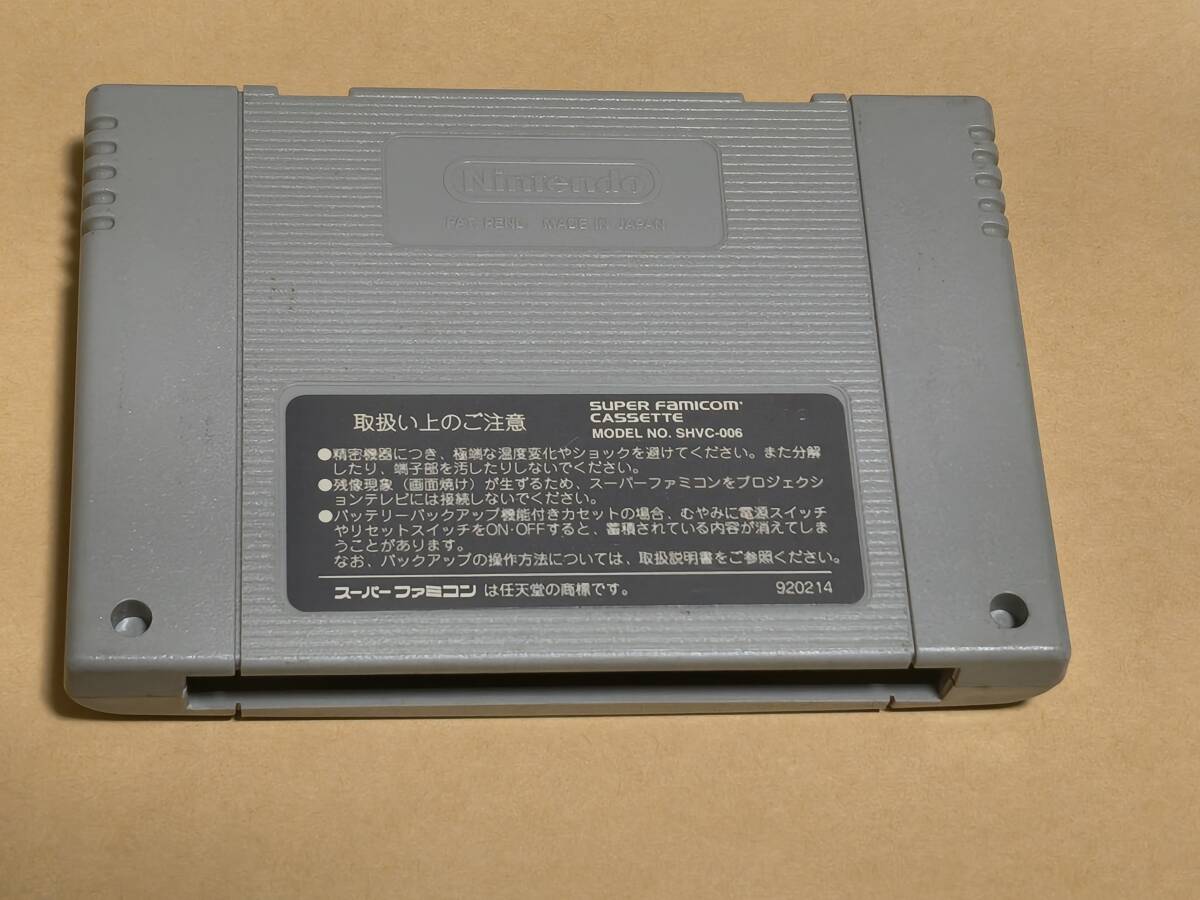 Nintendo
PAT. PEND. MADE IN JAPAN
取扱い上のご注意
SUPER FAMICOM
CASSETTE
MODEL NO. SHVC-006
●精密機器につき、極端な温度変化やショックを避けてください。また分解
したり、端子部を汚したりしないでください。
●残像現象（画面焼け）が生ずるため、スーパーファミコンをプロジェクシ
ョンテレビには接続しないでください。
●バッテリーバックアップ機能付きカセットの場合、むやみに電源スイッチ
やリセットスイッチをON・OFFすると、蓄積されている内容が消えてしま
うことがあります。
なお、バックアップの操作方法については、取扱説明書をご参照ください。
スーパーファミコン は任天堂の商標です。
920214